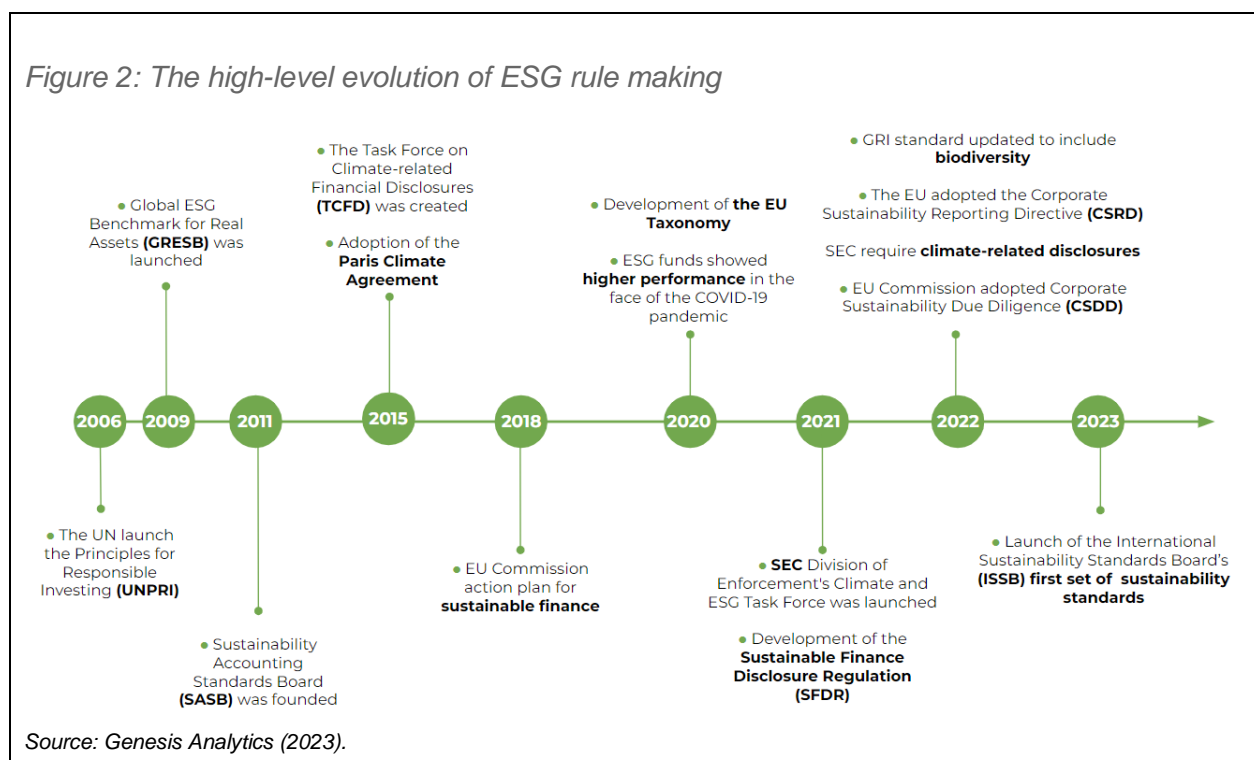 Figure 2: The high-level evolution of ESG rule making
● GRI standard updated to include
biodiversity
● The EU adopted the Corporate
Sustainability Reporting Directive (CSRD)
SEC require climate-related disclosures
● EU Commission adopted Corporate
Sustainability Due Diligence (CSDD)
● The Task Force on
Climate-related
Financial Disclosures
(TCFD) was created
● Adoption of the
Paris Climate
Agreement
● Global ESG
Benchmark for Real
Assets (GRESB) was
launched
● Development of the EU
Taxonomy
● ESG funds showed
higher performance in the
face of the COVID-19
pandemic
2006
2009
2011
2015
2018
2020
2021
2022
2023
● The UN launch
the Principles for
Responsible
Investing (UNPRI)
● Sustainability
Accounting
Standards Board
(SASB) was founded
● EU Commission
action plan for
sustainable finance
● SEC Division of
Enforcement's Climate and
ESG Task Force was launched
● Development of the
Sustainable Finance
Disclosure Regulation
(SFDR)
● Launch of the International
Sustainability Standards Board's
(ISSB) first set of sustainability
standards
Source: Genesis Analytics (2023).